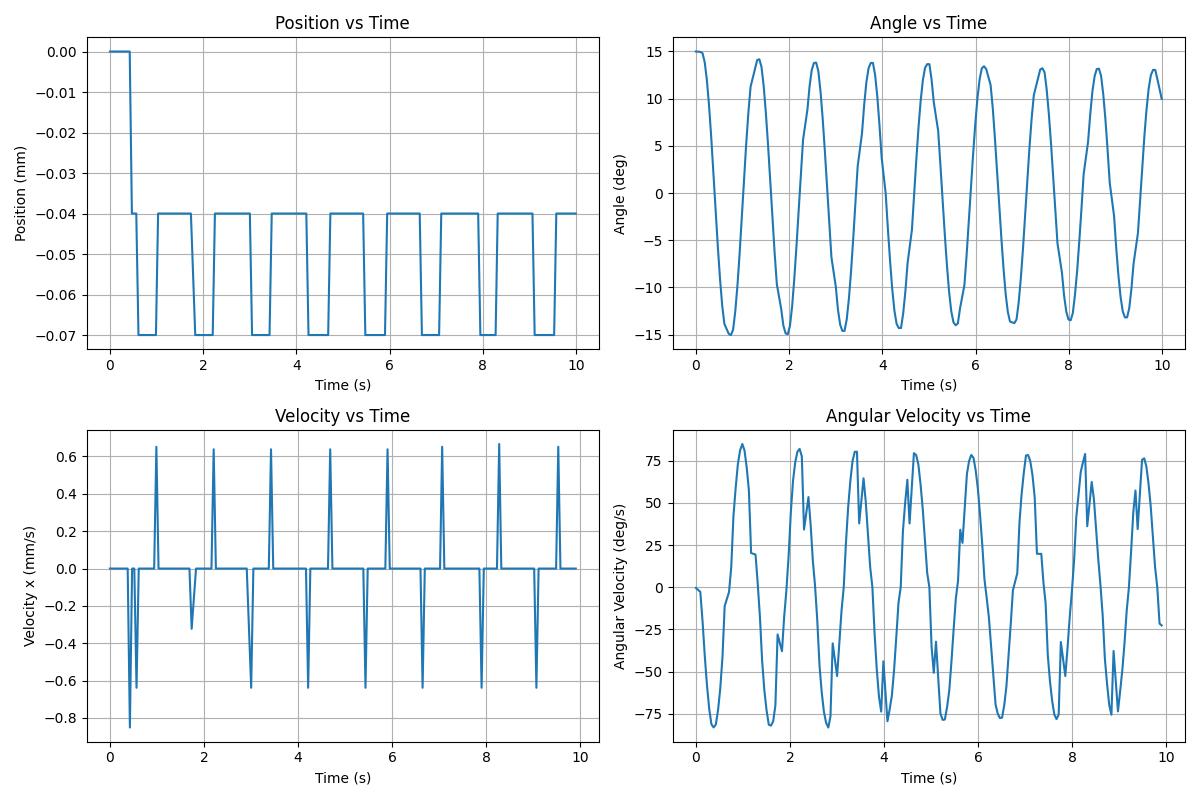 Position vs Time
Position (mm)
0.00
−0.01
−0.02
−0.03
−0.04
−0.05
−0.06
−0.07
0 2 4 6 8 10
Time (s)
Angle vs Time
Angle (deg)
15
10
5
0
−5
−10
−15
0 2 4 6 8 10
Time (s)
Velocity vs Time
Velocity x (mm/s)
0.6
0.4
0.2
0.0
−0.2
−0.4
−0.6
−0.8
0 2 4 6 8 10
Time (s)
Angular Velocity vs Time
Angular Velocity (deg/s)
75
50
25
0
−25
−50
−75
0 2 4 6 8 10
Time (s)